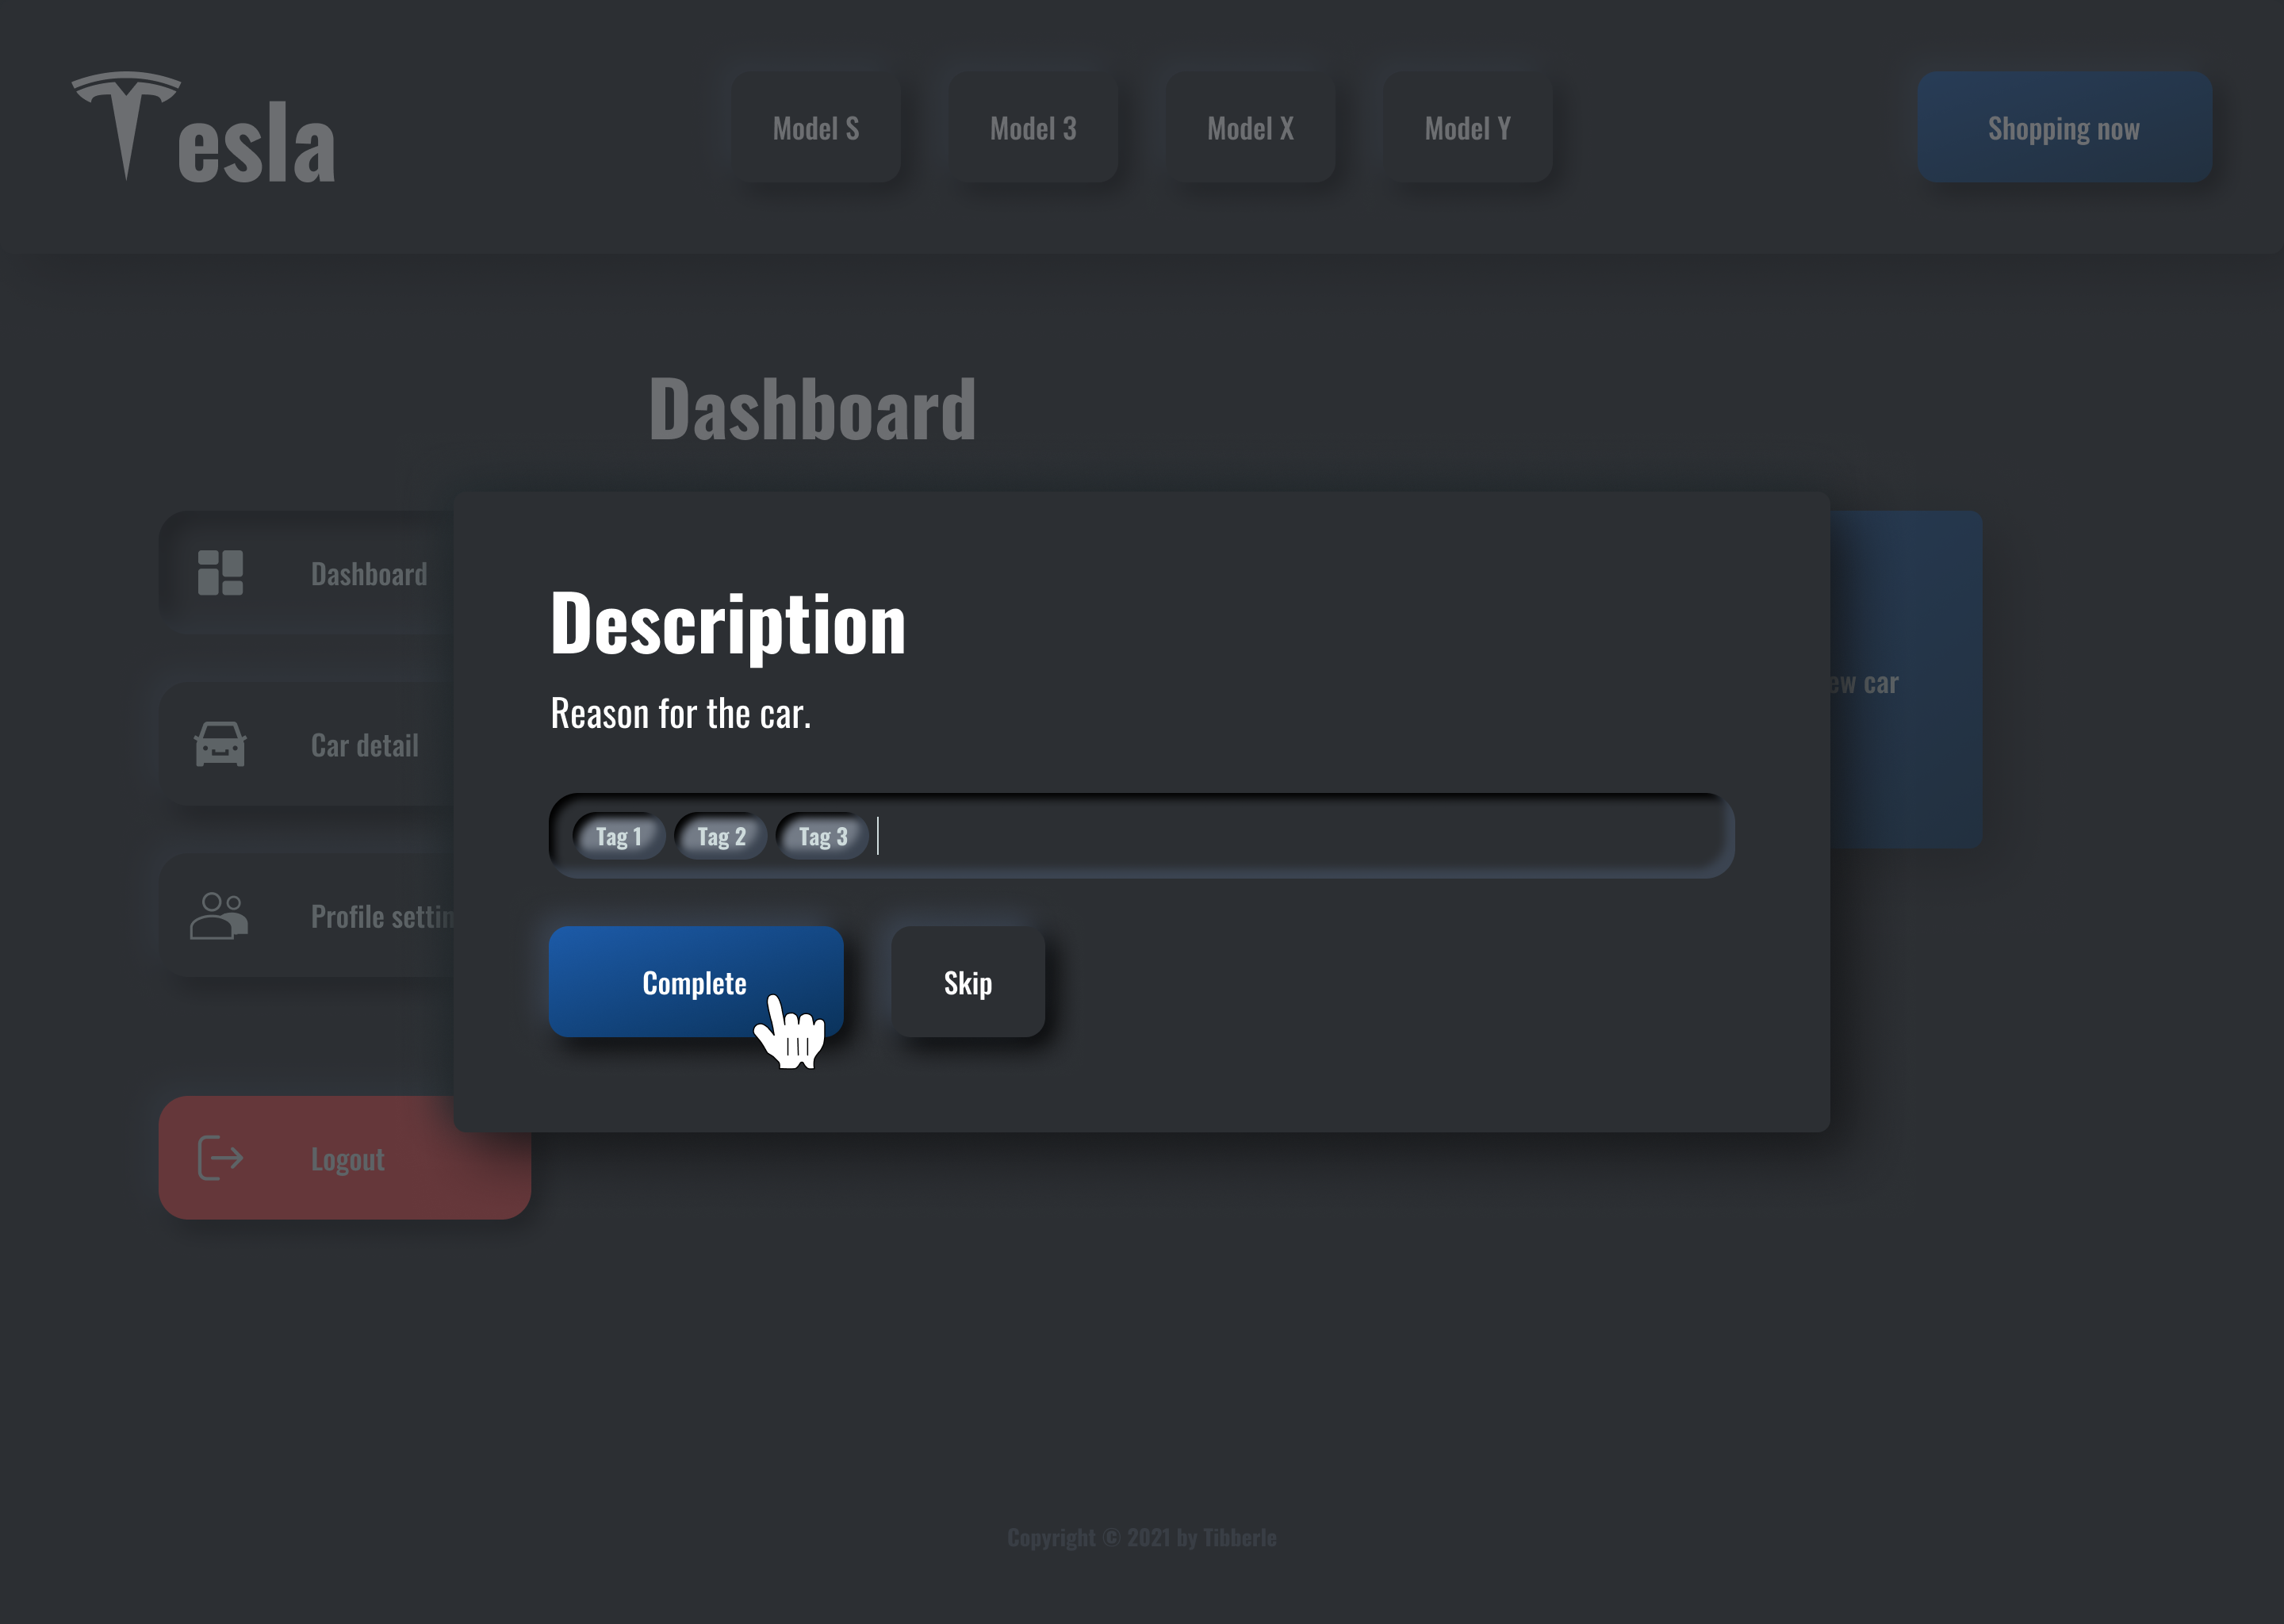 Tesla
Model S
Model 3
Model X
Model Y
Shopping now
Dashboard
Dashboard
Car detail
Profile settin
Logout
ew car
Description
Reason for the car.
Tag 1
Tag 2
Tag 3
Complete
Skip
Copyright © 2021 by Tibberle